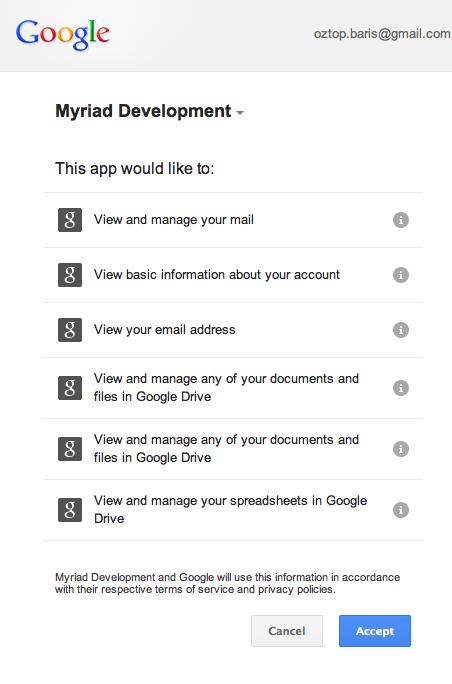 Google
oztop.baris@gmail.com
Myriad Development
This app would like to:
g View and manage your mail i
g View basic information about your account i
g View your email address i
g View and manage any of your documents and
files in Google Drive i
g View and manage any of your documents and
files in Google Drive i
g View and manage your spreadsheets in Google
Drive i
Myriad Development and Google will use this information in accordance
with their respective terms of service and privacy policies.
Cancel Accept